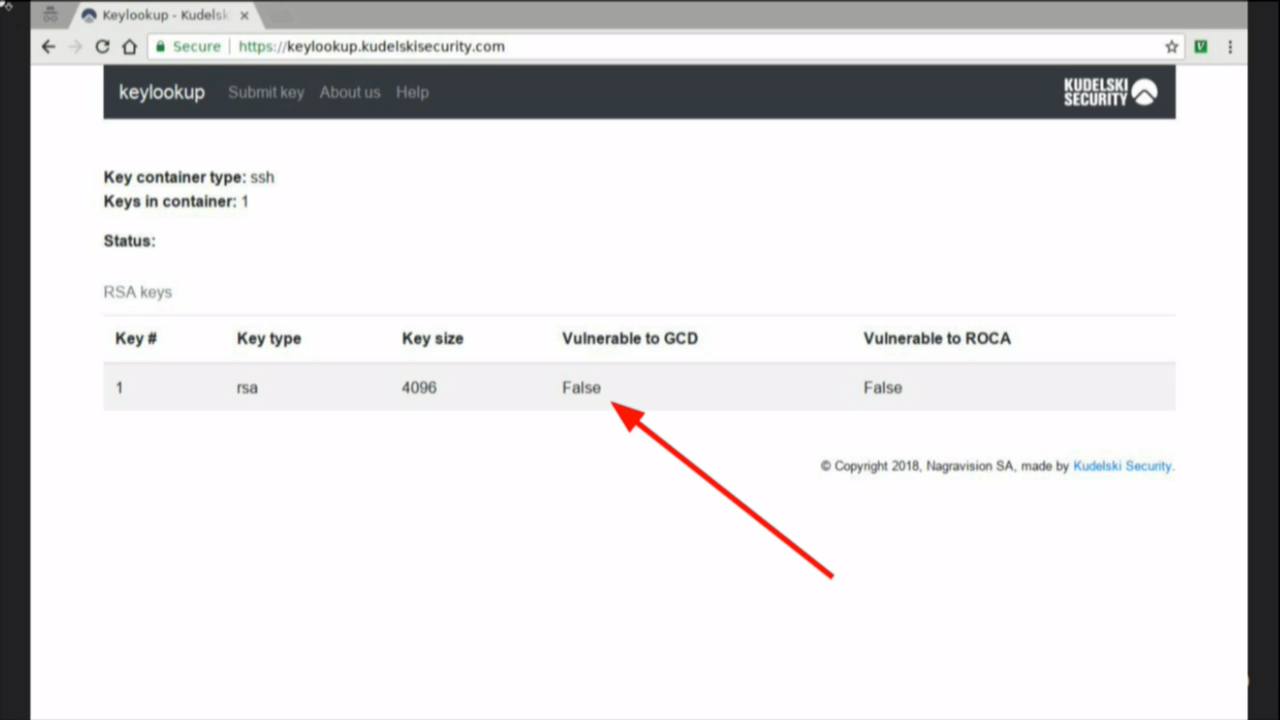 Keylookup - Kudelsk
Secure https://keylookup.kudelskisecurity.com
keylookup Submit key About us Help KUDELSKI SECURITY
Key container type: ssh
Keys in container: 1
Status:
RSA keys
Key # Key type Key size Vulnerable to GCD Vulnerable to ROCA
1 rsa 4096 False False
© Copyright 2018, Nagravision SA, made by Kudelski Security.